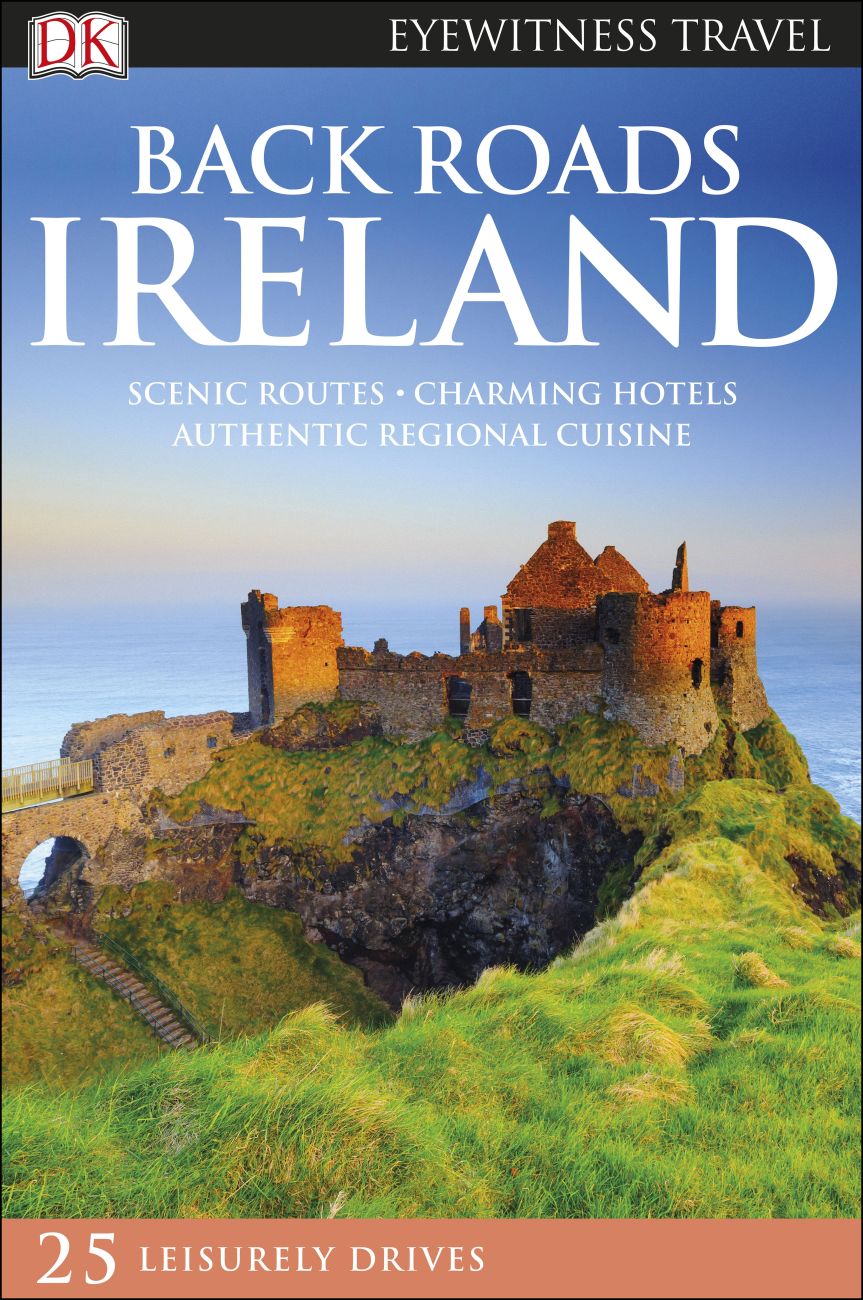 DK
EYEWITNESS TRAVEL
BACK ROADS
IRELAND
SCENIC ROUTES • CHARMING HOTELS
AUTHENTIC REGIONAL CUISINE
25 LEISURELY DRIVES